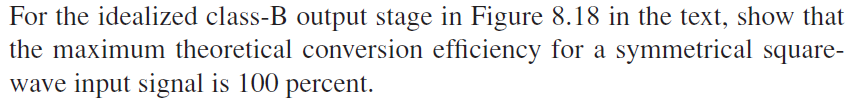 For the idealized class-B output stage in Figure 8.18 in the text, show that
the maximum theoretical conversion efficiency for a symmetrical square-
wave input signal is 100 percent.